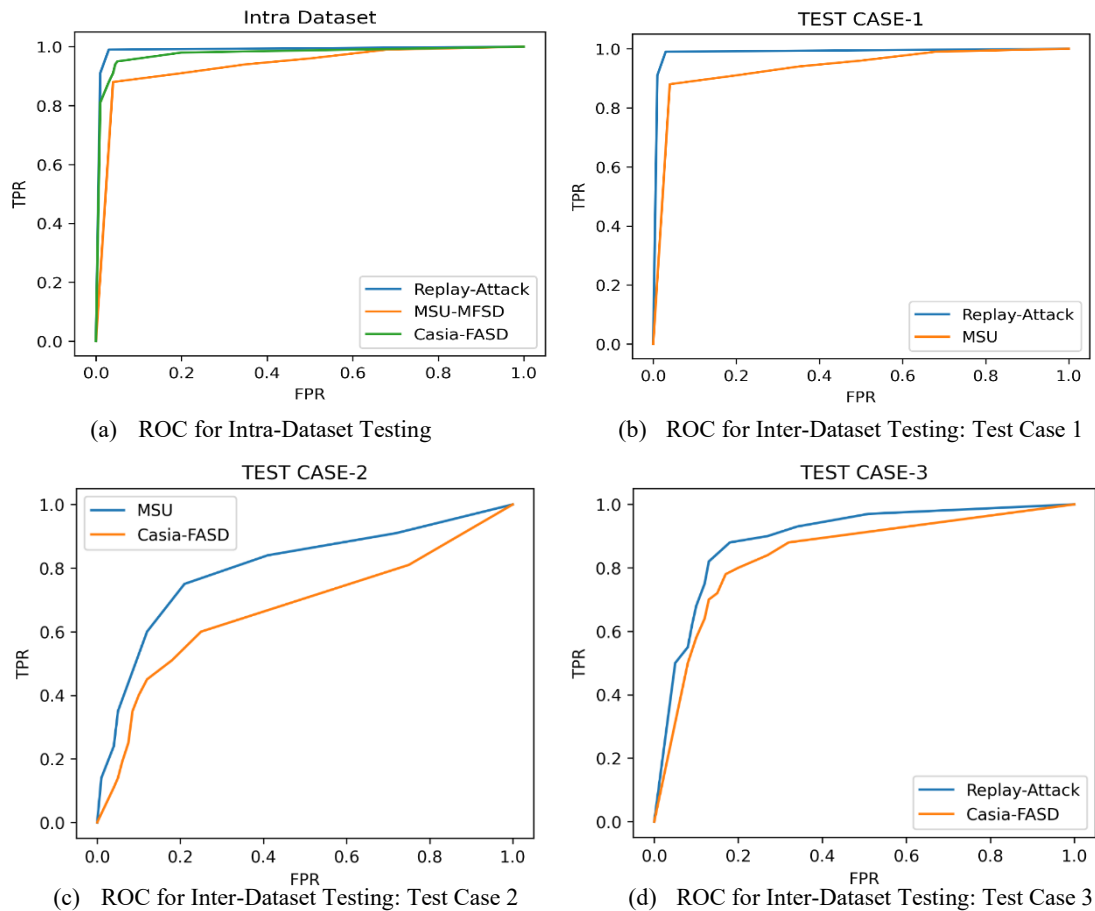 Intra Dataset
1.0
0.8
0.6
0.4
0.2
0.0
TPR
Replay-Attack
MSU-MFSD
Casia-FASD
0.0 0.2 0.4 0.6 0.8 1.0
FPR
(a) ROC for Intra-Dataset Testing
TEST CASE-1
1.0
0.8
0.6
0.4
0.2
0.0
TPR
Replay-Attack
MSU
0.0 0.2 0.4 0.6 0.8 1.0
FPR
(b) ROC for Inter-Dataset Testing: Test Case 1
TEST CASE-2
MSU
Casia-FASD
1.0
0.8
0.6
0.4
0.2
0.0
TPR
0.0 0.2 0.4 0.6 0.8 1.0
FPR
(c) ROC for Inter-Dataset Testing: Test Case 2
TEST CASE-3
1.0
0.8
0.6
0.4
0.2
0.0
TPR
Replay-Attack
Casia-FASD
0.0 0.2 0.4 0.6 0.8 1.0
FPR
(d) ROC for Inter-Dataset Testing: Test Case 3